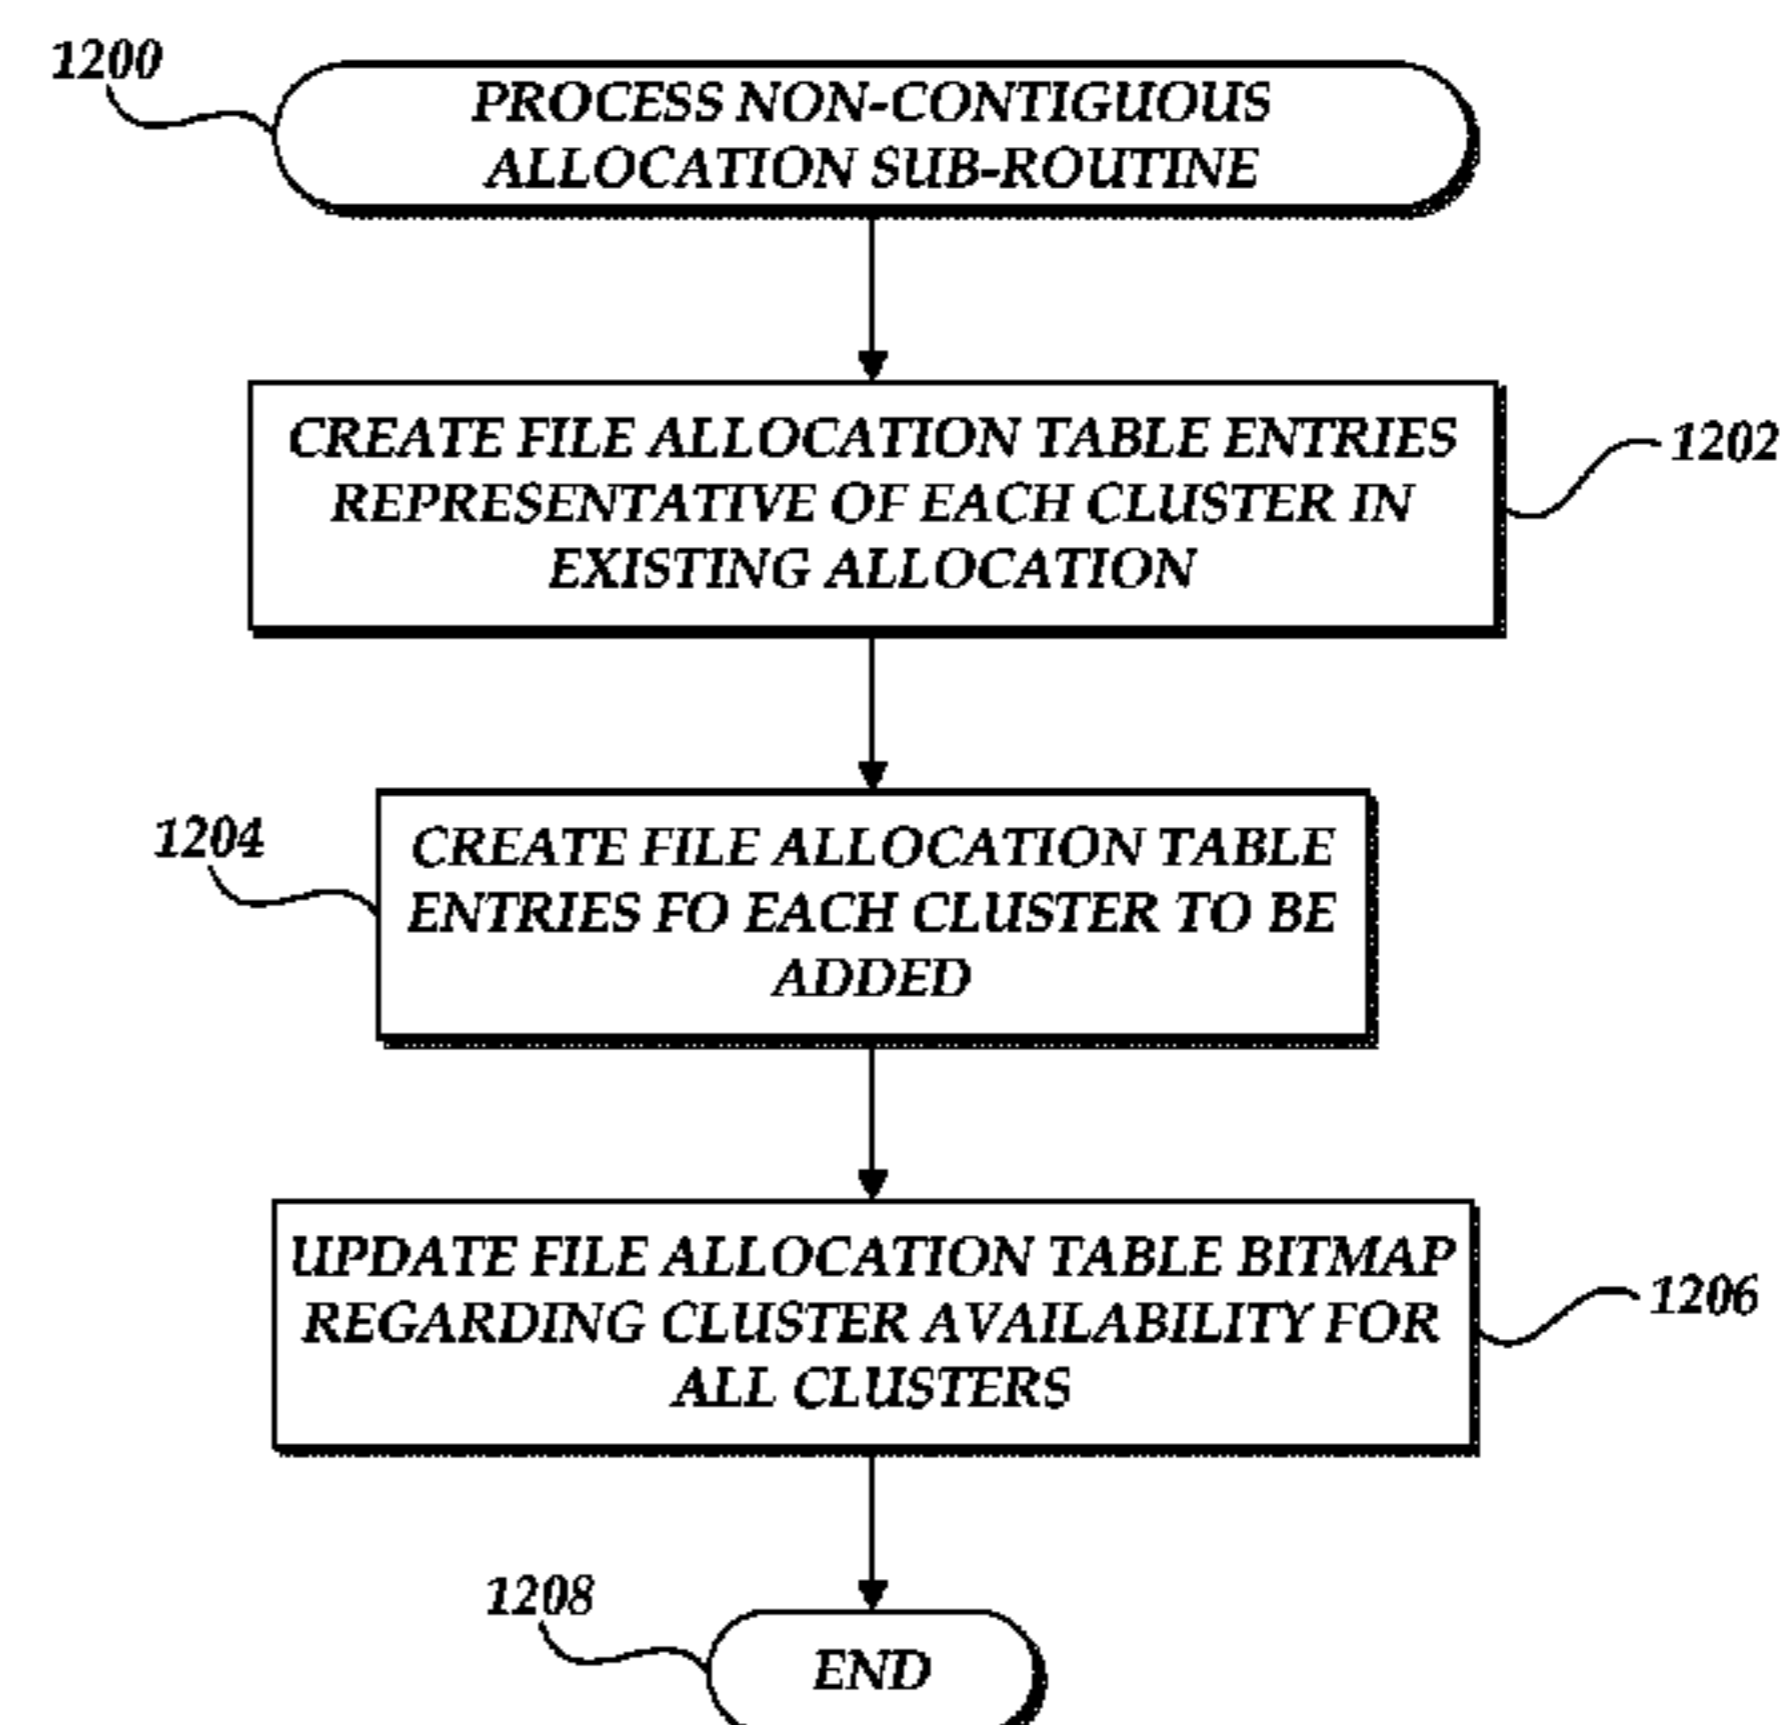 1200
PROCESS NON-CONTIGUOUS
ALLOCATION SUB-ROUTINE
CREATE FILE ALLOCATION TABLE ENTRIES
REPRESENTATIVE OF EACH CLUSTER IN
EXISTING ALLOCATION
1202
1204
CREATE FILE ALLOCATION TABLE
ENTRIES FO EACH CLUSTER TO BE
ADDED
UPDATE FILE ALLOCATION TABLE BITMAP
REGARDING CLUSTER AVAILABILITY FOR
ALL CLUSTERS
1206
1208
END